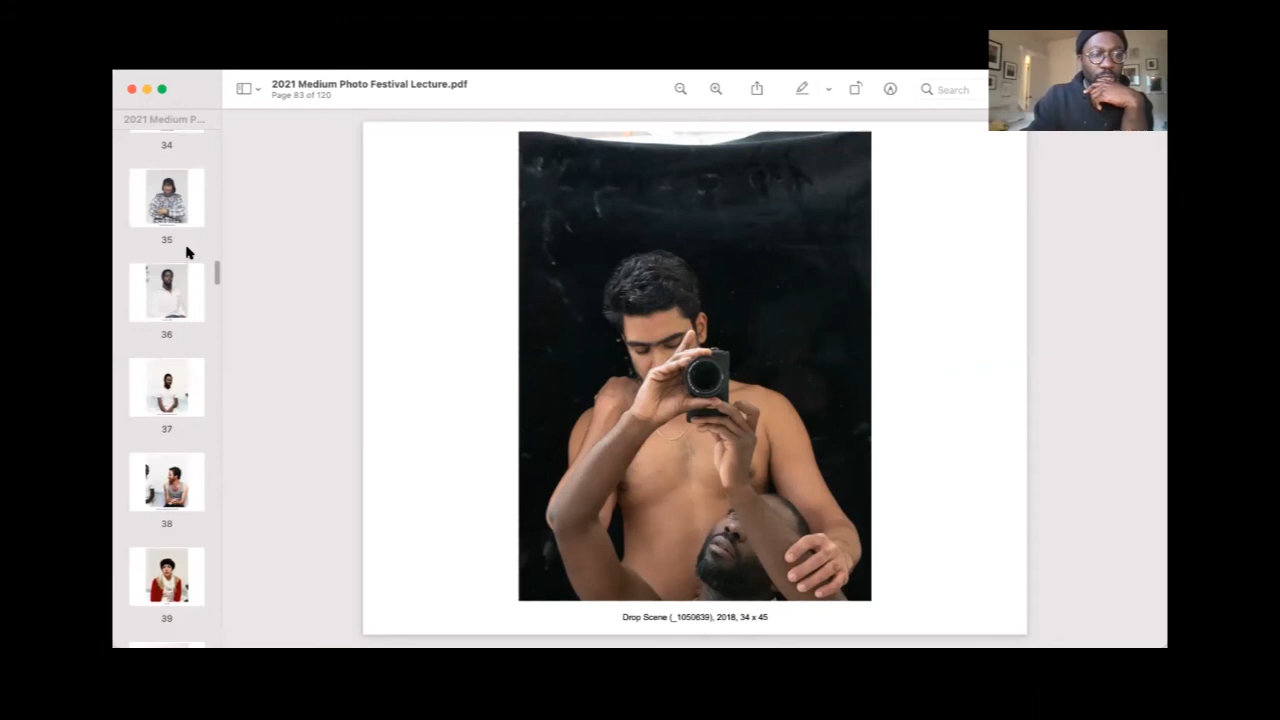 2021 Medium Photo Festival Lecture.pdf
Page 83 of 120
Search
2021 Medium P...
34
35
36
37
38
39
Drop Scene (_1050639), 2018, 34 x 45